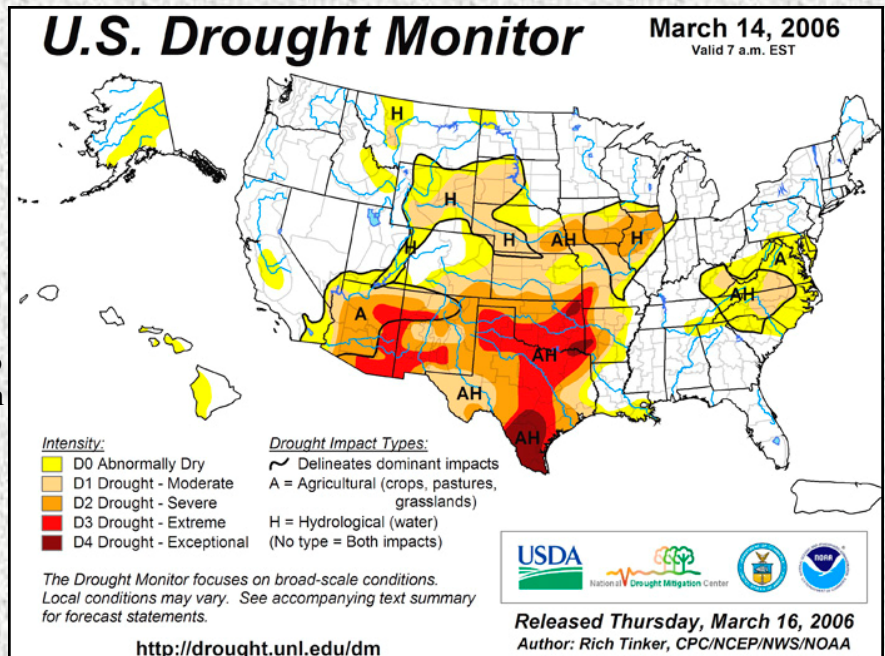 U.S. Drought Monitor
March 14, 2006
Valid 7 a.m. EST
H
H
H
H
AH
H
A
AH
A
AH
AH
AH
Intensity:
D0 Abnormally Dry
D1 Drought - Moderate
D2 Drought - Severe
D3 Drought - Extreme
D4 Drought - Exceptional
Drought Impact Types:
Delineates dominant impacts
A = Agricultural (crops, pastures,
grasslands)
H = Hydrological (water)
(No type = Both impacts)
The Drought Monitor focuses on broad-scale conditions.
Local conditions may vary. See accompanying text summary
for forecast statements.
http://drought.unl.edu/dm
USDA
National Drought Mitigation Center
NOAA
Released Thursday, March 16, 2006
Author: Rich Tinker, CPC/NCEP/NWS/NOAA